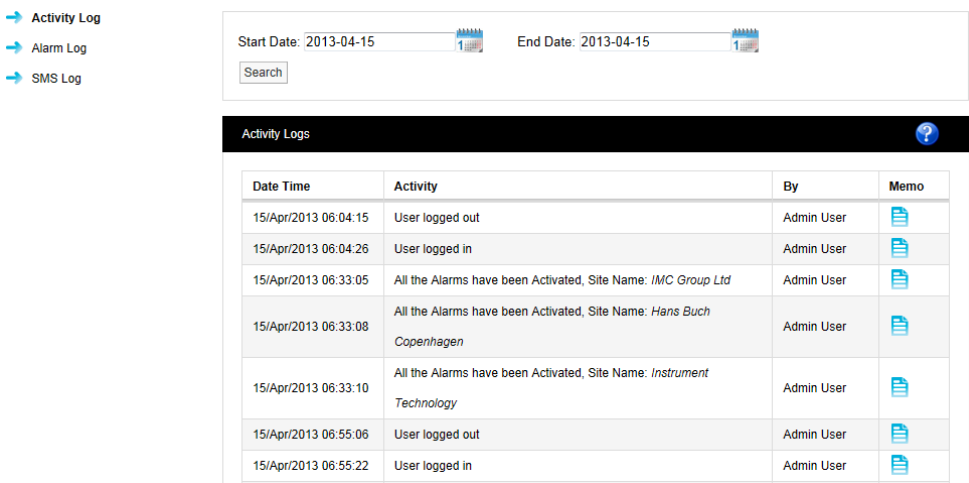 Activity Log
Alarm Log
SMS Log
Start Date: 2013-04-15 1 End Date: 2013-04-15 1
Search
Activity Logs ?
Date Time Activity By Memo
15/Apr/2013 06:04:15 User logged out Admin User
15/Apr/2013 06:04:26 User logged in Admin User
15/Apr/2013 06:33:05 All the Alarms have been Activated, Site Name: IMC Group Ltd Admin User
15/Apr/2013 06:33:08 All the Alarms have been Activated, Site Name: Hans Buch Admin User
Copenhagen
15/Apr/2013 06:33:10 All the Alarms have been Activated, Site Name: Instrument Admin User
Technology
15/Apr/2013 06:55:06 User logged out Admin User
15/Apr/2013 06:55:22 User logged in Admin User